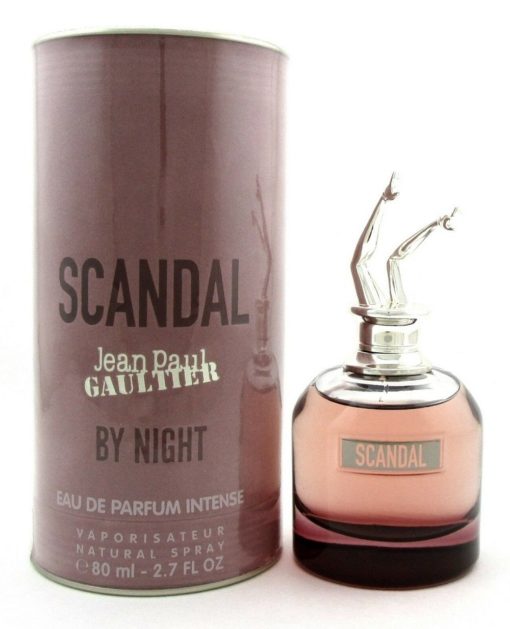 SCANDAL
Jean Paul
GAULTIER
BY NIGHT
EAU DE PARFUM INTENSE
VAPORISATEUR
NATURAL SPRAY
℮ 80 ml - 2.7 FL OZ
SCANDAL